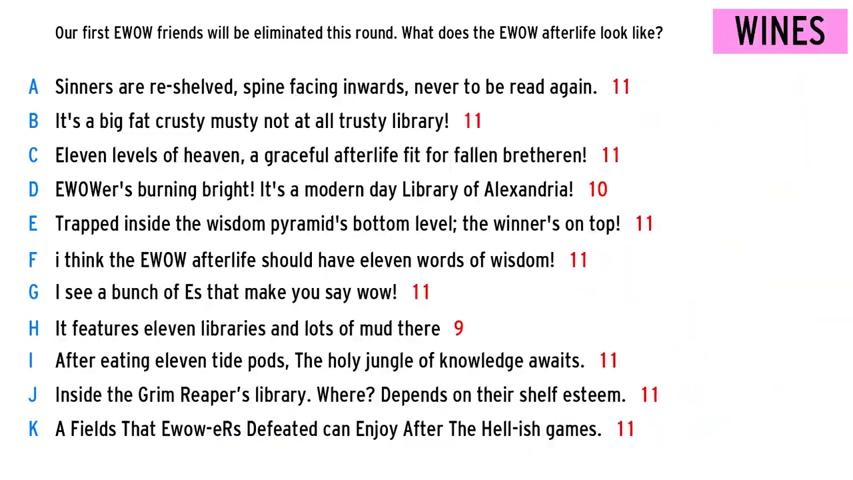 Our first EWOW friends will be eliminated this round. What does the EWOW afterlife look like?
WINES
A Sinners are re-shelved, spine facing inwards, never to be read again. 11
B It's a big fat crusty musty not at all trusty library! 11
C Eleven levels of heaven, a graceful afterlife fit for fallen bretheren! 11
D EWOWer's burning bright! It's a modern day Library of Alexandria! 10
E Trapped inside the wisdom pyramid's bottom level; the winner's on top! 11
F i think the EWOW afterlife should have eleven words of wisdom! 11
G I see a bunch of Es that make you say wow! 11
H It features eleven libraries and lots of mud there 9
I After eating eleven tide pods, The holy jungle of knowledge awaits. 11
J Inside the Grim Reaper’s library. Where? Depends on their shelf esteem. 11
K A Fields That Ewow-eRs Defeated can Enjoy After The Hell-ish games. 11